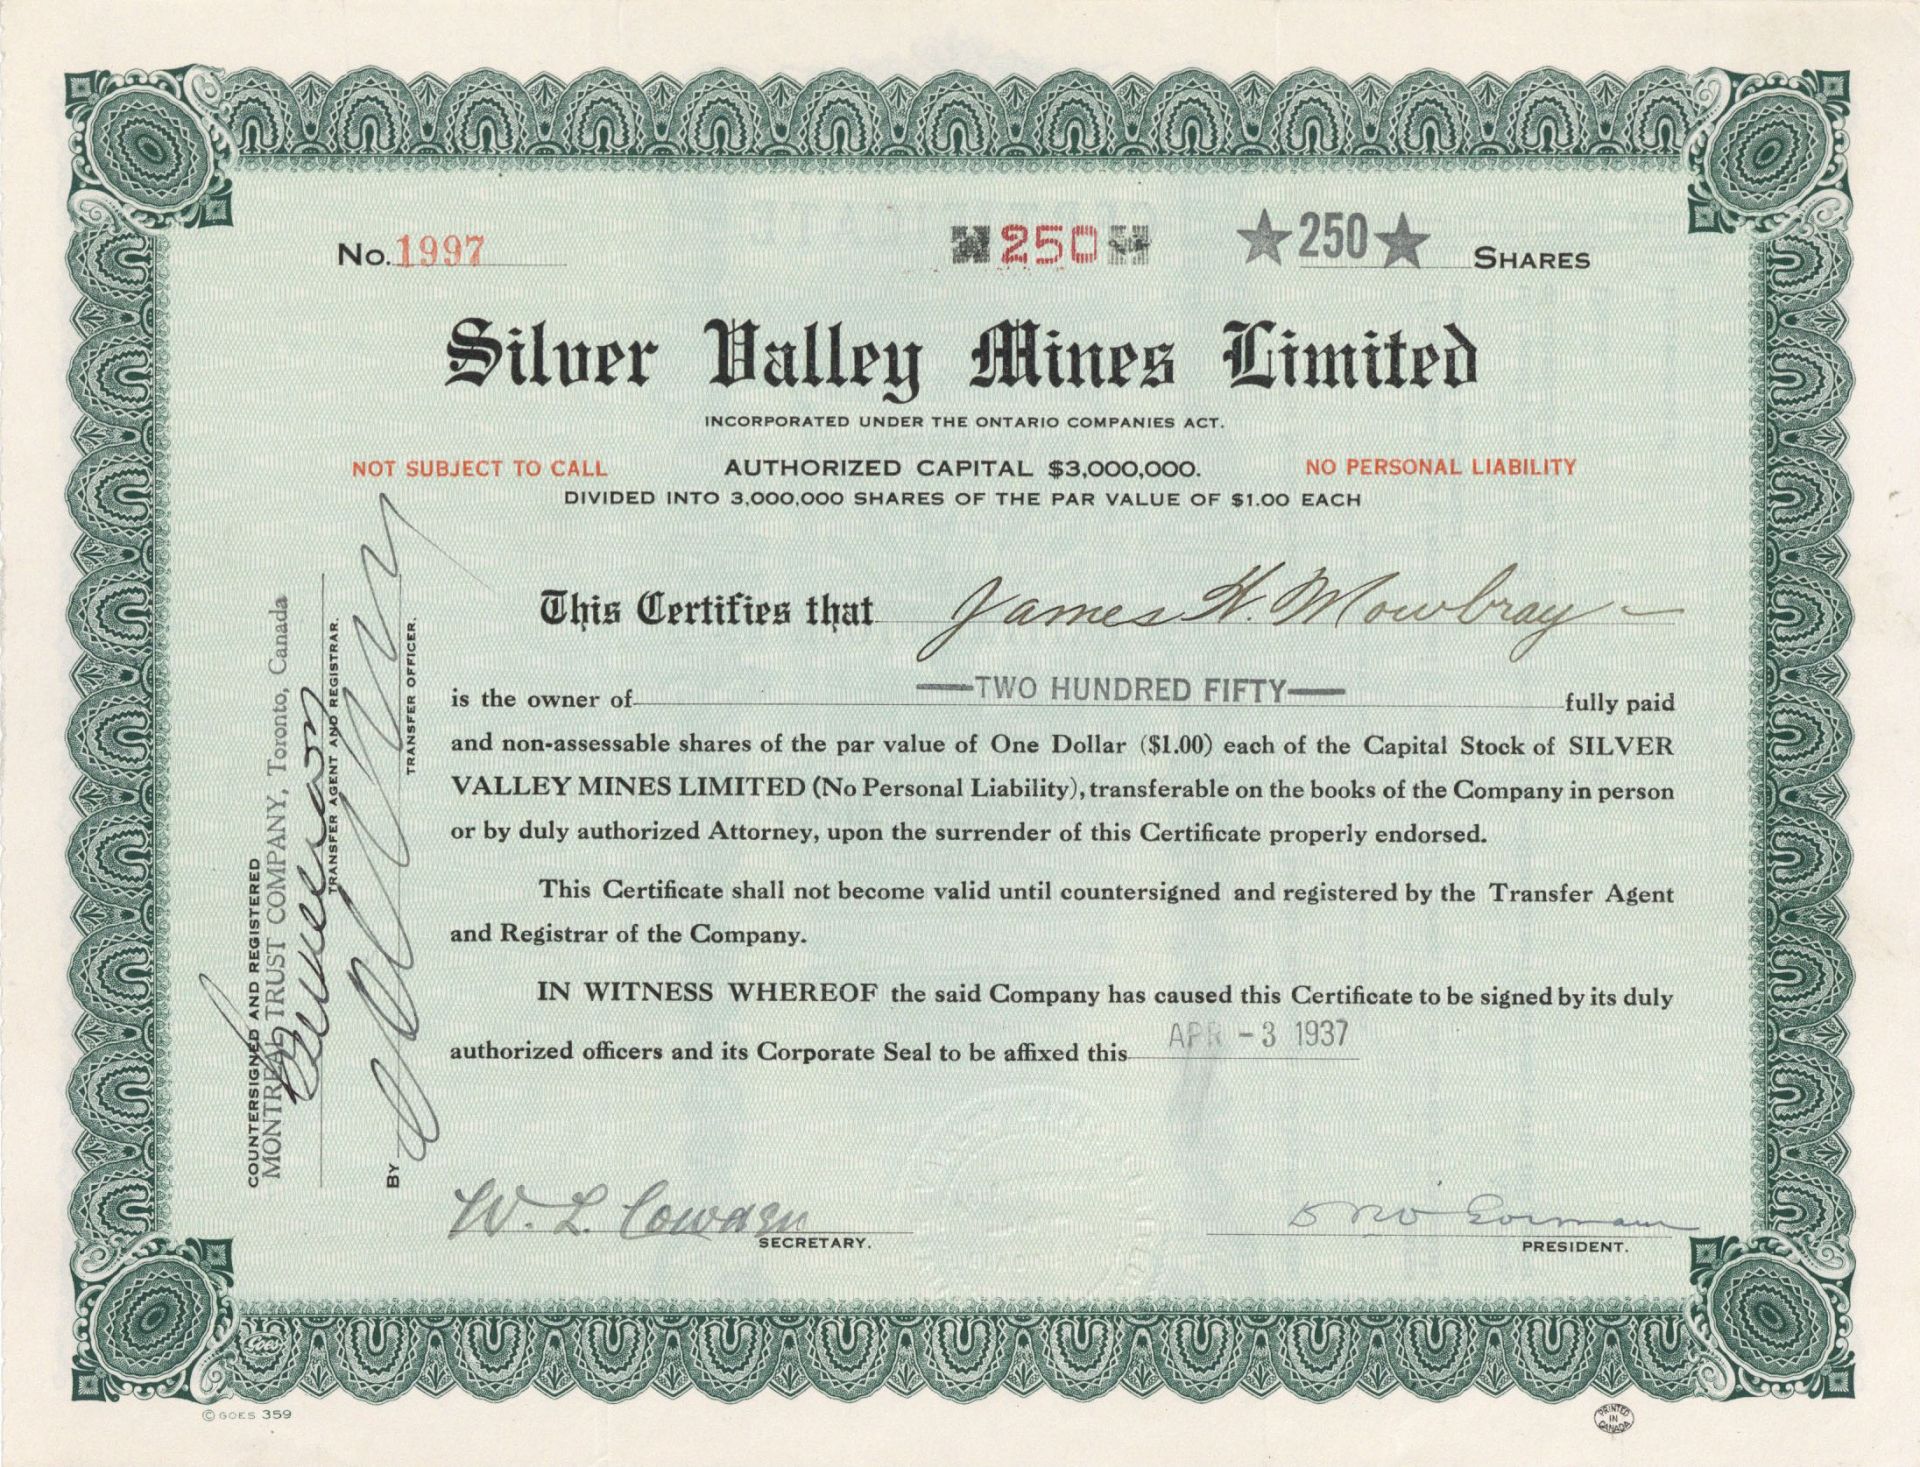 No. 1997 250 250 SHARES
Silver Valley Mines Limited
INCORPORATED UNDER THE ONTARIO COMPANIES ACT.
NOT SUBJECT TO CALL AUTHORIZED CAPITAL $3,000,000. NO PERSONAL LIABILITY
DIVIDED INTO 3,000,000 SHARES OF THE PAR VALUE OF $1.00 EACH
This Certifies that James H. Mowbray
is the owner of —TWO HUNDRED FIFTY— fully paid
and non-assessable shares of the par value of One Dollar ($1.00) each of the Capital Stock of SILVER
VALLEY MINES LIMITED (No Personal Liability), transferable on the books of the Company in person
or by duly authorized Attorney, upon the surrender of this Certificate properly endorsed.
This Certificate shall not become valid until countersigned and registered by the Transfer Agent
and Registrar of the Company.
IN WITNESS WHEREOF the said Company has caused this Certificate to be signed by its duly
authorized officers and its Corporate Seal to be affixed this APR - 3 1937
W. L. Cowden
SECRETARY.
PRESIDENT.
COUNTERSIGNED AND REGISTERED
MONTREAL TRUST COMPANY, Toronto, Canada
TRANSFER AGENT AND REGISTRAR.
BY
TRANSFER OFFICER.
Goes
© GOES 359
PRINTED
IN
CANADA